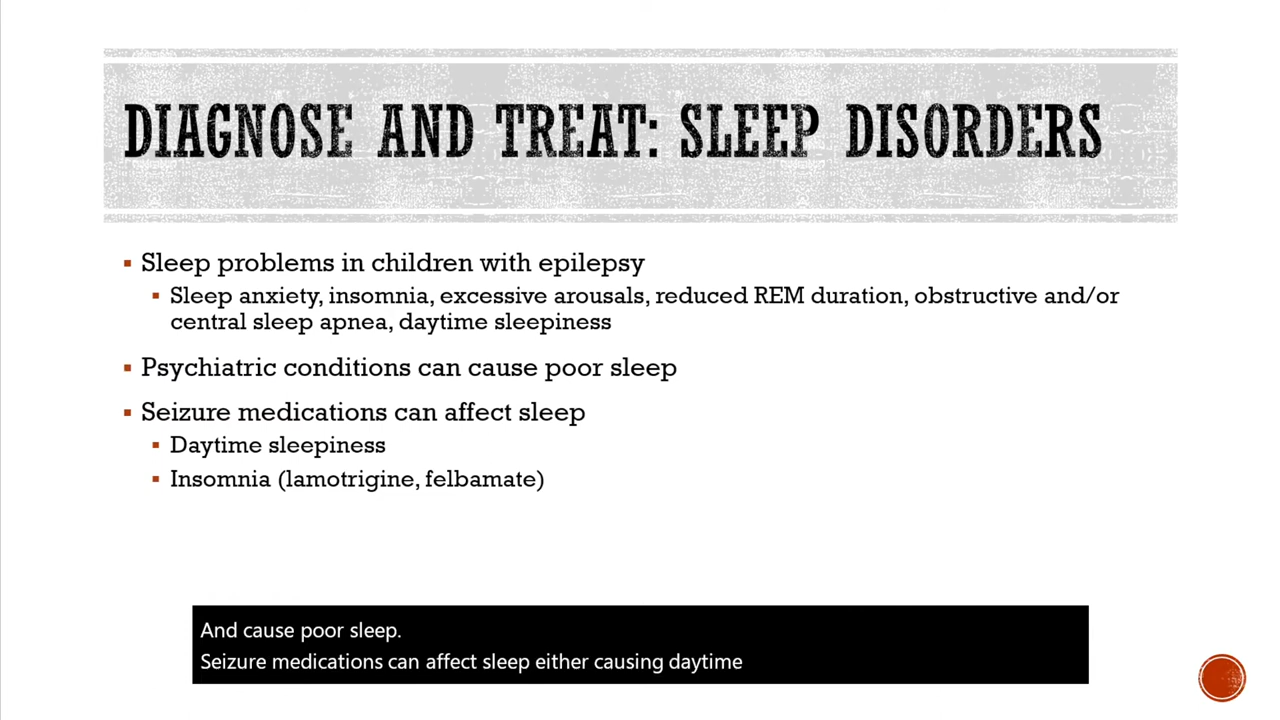 DIAGNOSE AND TREAT: SLEEP DISORDERS
Sleep problems in children with epilepsy
Sleep anxiety, insomnia, excessive arousals, reduced REM duration, obstructive and/or
central sleep apnea, daytime sleepiness
Psychiatric conditions can cause poor sleep
Seizure medications can affect sleep
Daytime sleepiness
Insomnia (lamotrigine, felbamate)
And cause poor sleep.
Seizure medications can affect sleep either causing daytime